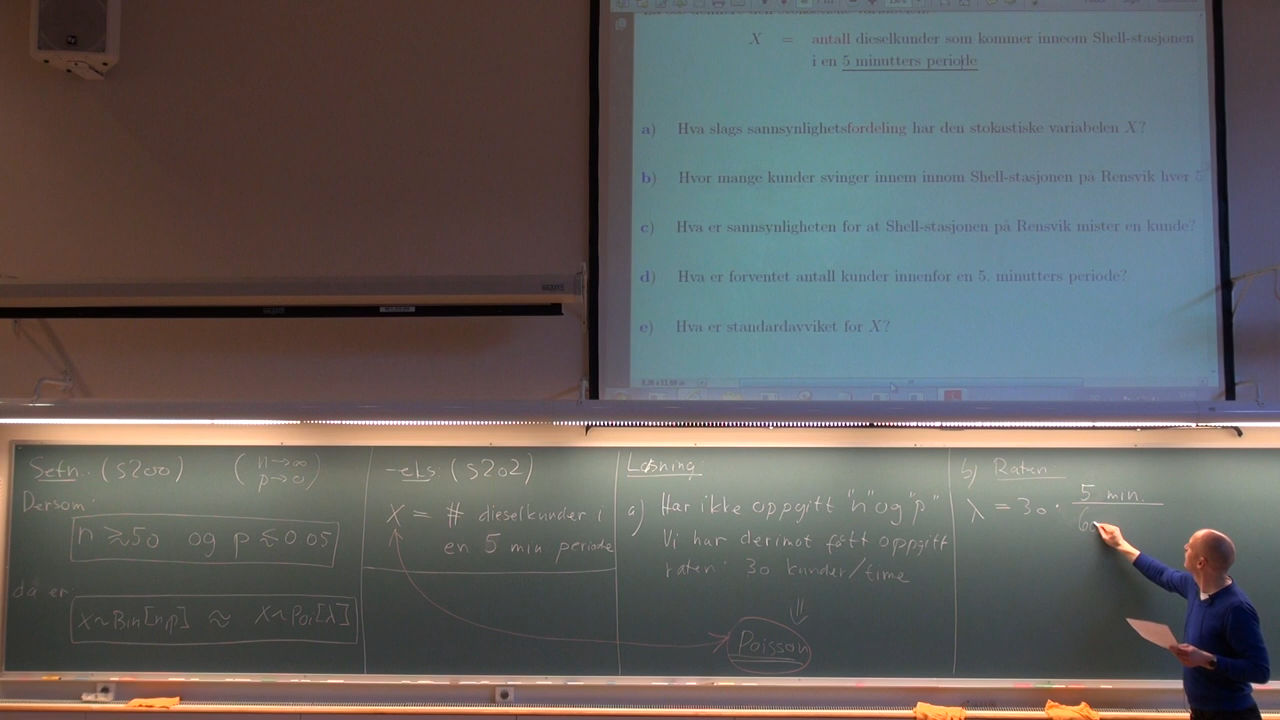 X = antall dieselkunder som kommer inneom Shell-stasjonen
i en 5 minutters periode
a) Hva slags sannsynlighetsfordeling har den stokastiske variabelen X?
b) Hvor mange kunder svinger innem innom Shell-stasjonen på Rensvik hver 5
c) Hva er sannsynligheten for at Shell-stasjonen på Rensvik mister en kunde?
d) Hva er forventet antall kunder innenfor en 5. minutters periode?
e) Hva er standardavviket for X?
Setn.: (S200) (n→∞
p→0)
Dersom:
n ≳ 50 og p ≲ 0.05
då er:
X~Bin[n,p] ≈ X~Poi[λ]
-eks: (S202)
X = # dieselkunder i
en 5 min periode
Løsning
a) Har ikke oppgitt "n" og "p"
Vi har derimot fått oppgitt
raten: 30 kunder/time
⇓
Poisson
b) Raten
λ = 30 · 5 min.
60